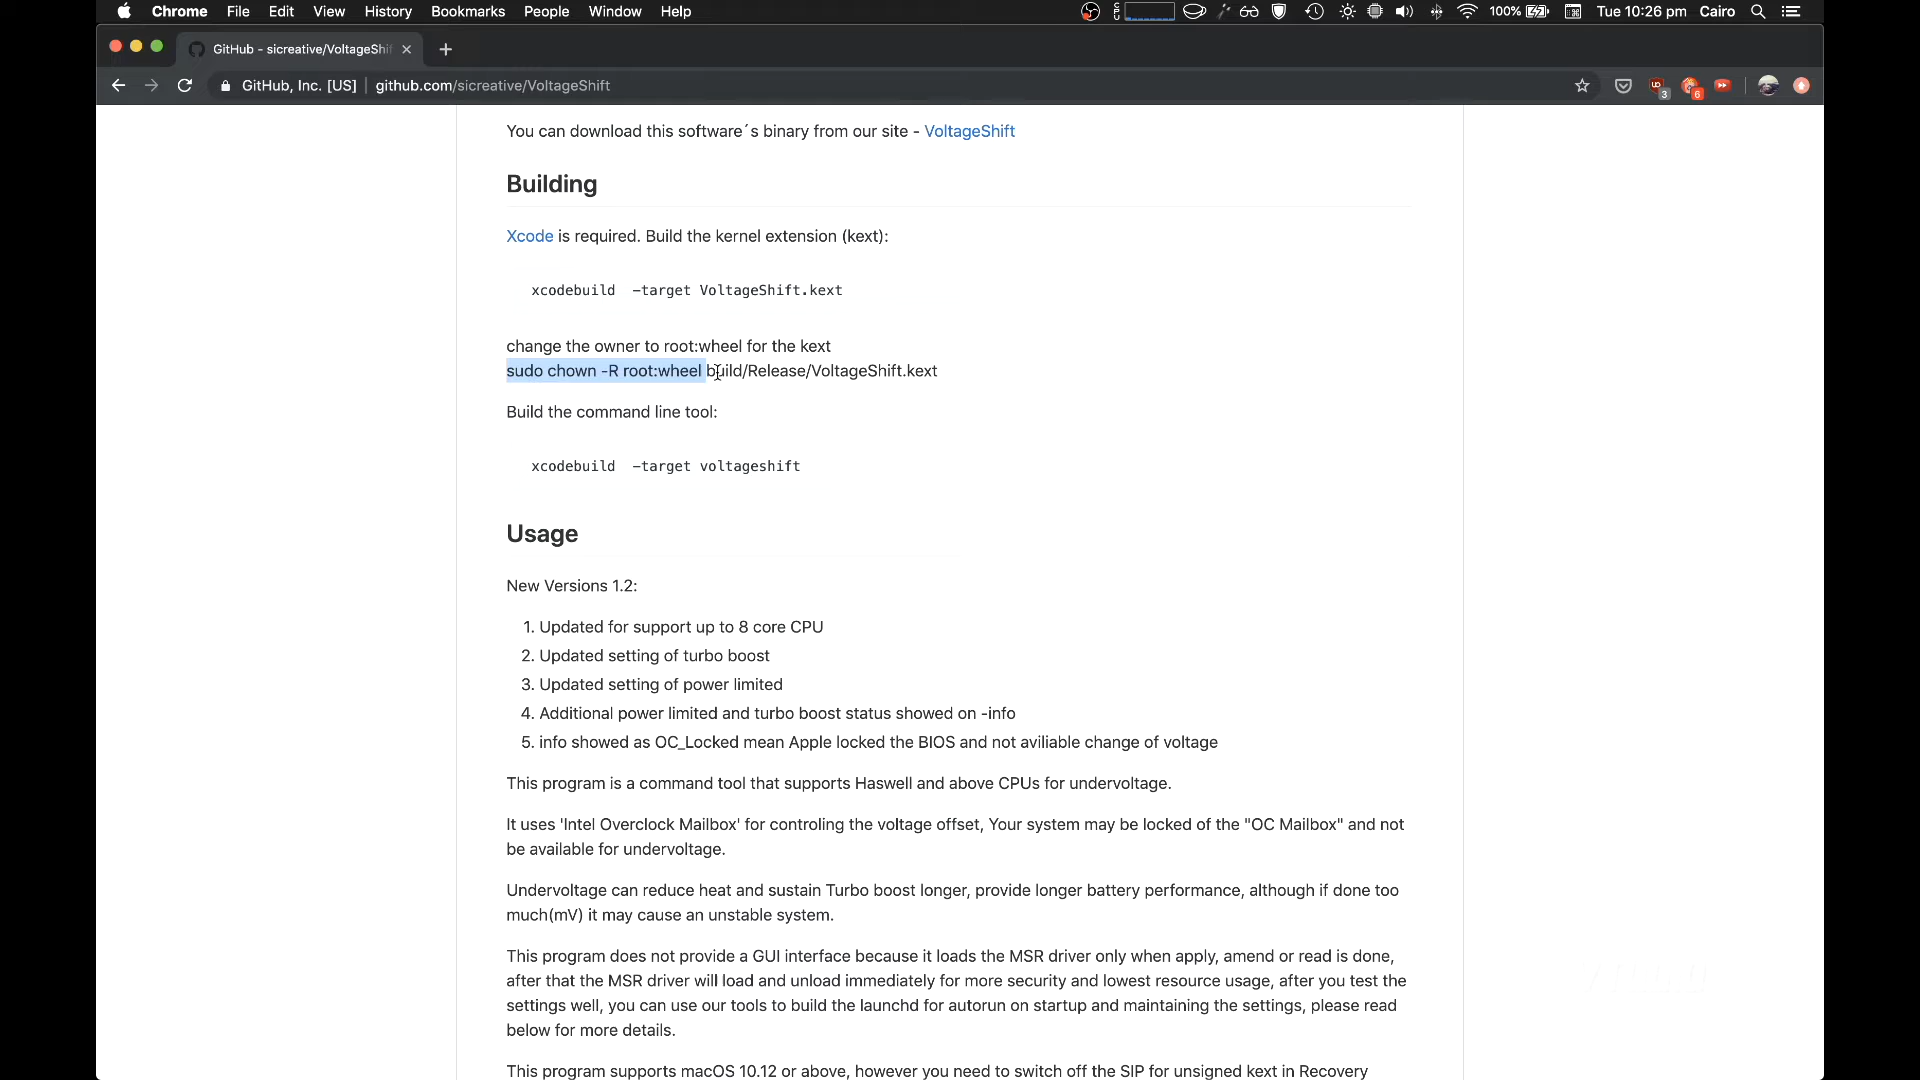 Chrome File Edit View History Bookmarks People Window Help 100% Tue 10:26 pm Cairo
GitHub - sicreative/VoltageShif
GitHub, Inc. [US] | github.com/sicreative/VoltageShift 3 6
You can download this software´s binary from our site - VoltageShift
Building
Xcode is required. Build the kernel extension (kext):
xcodebuild -target VoltageShift.kext
change the owner to root:wheel for the kext
sudo chown -R root:wheel build/Release/VoltageShift.kext
Build the command line tool:
xcodebuild -target voltageshift
Usage
New Versions 1.2:
1. Updated for support up to 8 core CPU
2. Updated setting of turbo boost
3. Updated setting of power limited
4. Additional power limited and turbo boost status showed on -info
5. info showed as OC_Locked mean Apple locked the BIOS and not aviliable change of voltage
This program is a command tool that supports Haswell and above CPUs for undervoltage.
It uses 'Intel Overclock Mailbox' for controling the voltage offset, Your system may be locked of the "OC Mailbox" and not
be available for undervoltage.
Undervoltage can reduce heat and sustain Turbo boost longer, provide longer battery performance, although if done too
much(mV) it may cause an unstable system.
This program does not provide a GUI interface because it loads the MSR driver only when apply, amend or read is done,
after that the MSR driver will load and unload immediately for more security and lowest resource usage, after you test the
settings well, you can use our tools to build the launchd for autorun on startup and maintaining the settings, please read
below for more details.
This program supports macOS 10.12 or above, however you need to switch off the SIP for unsigned kext in Recovery